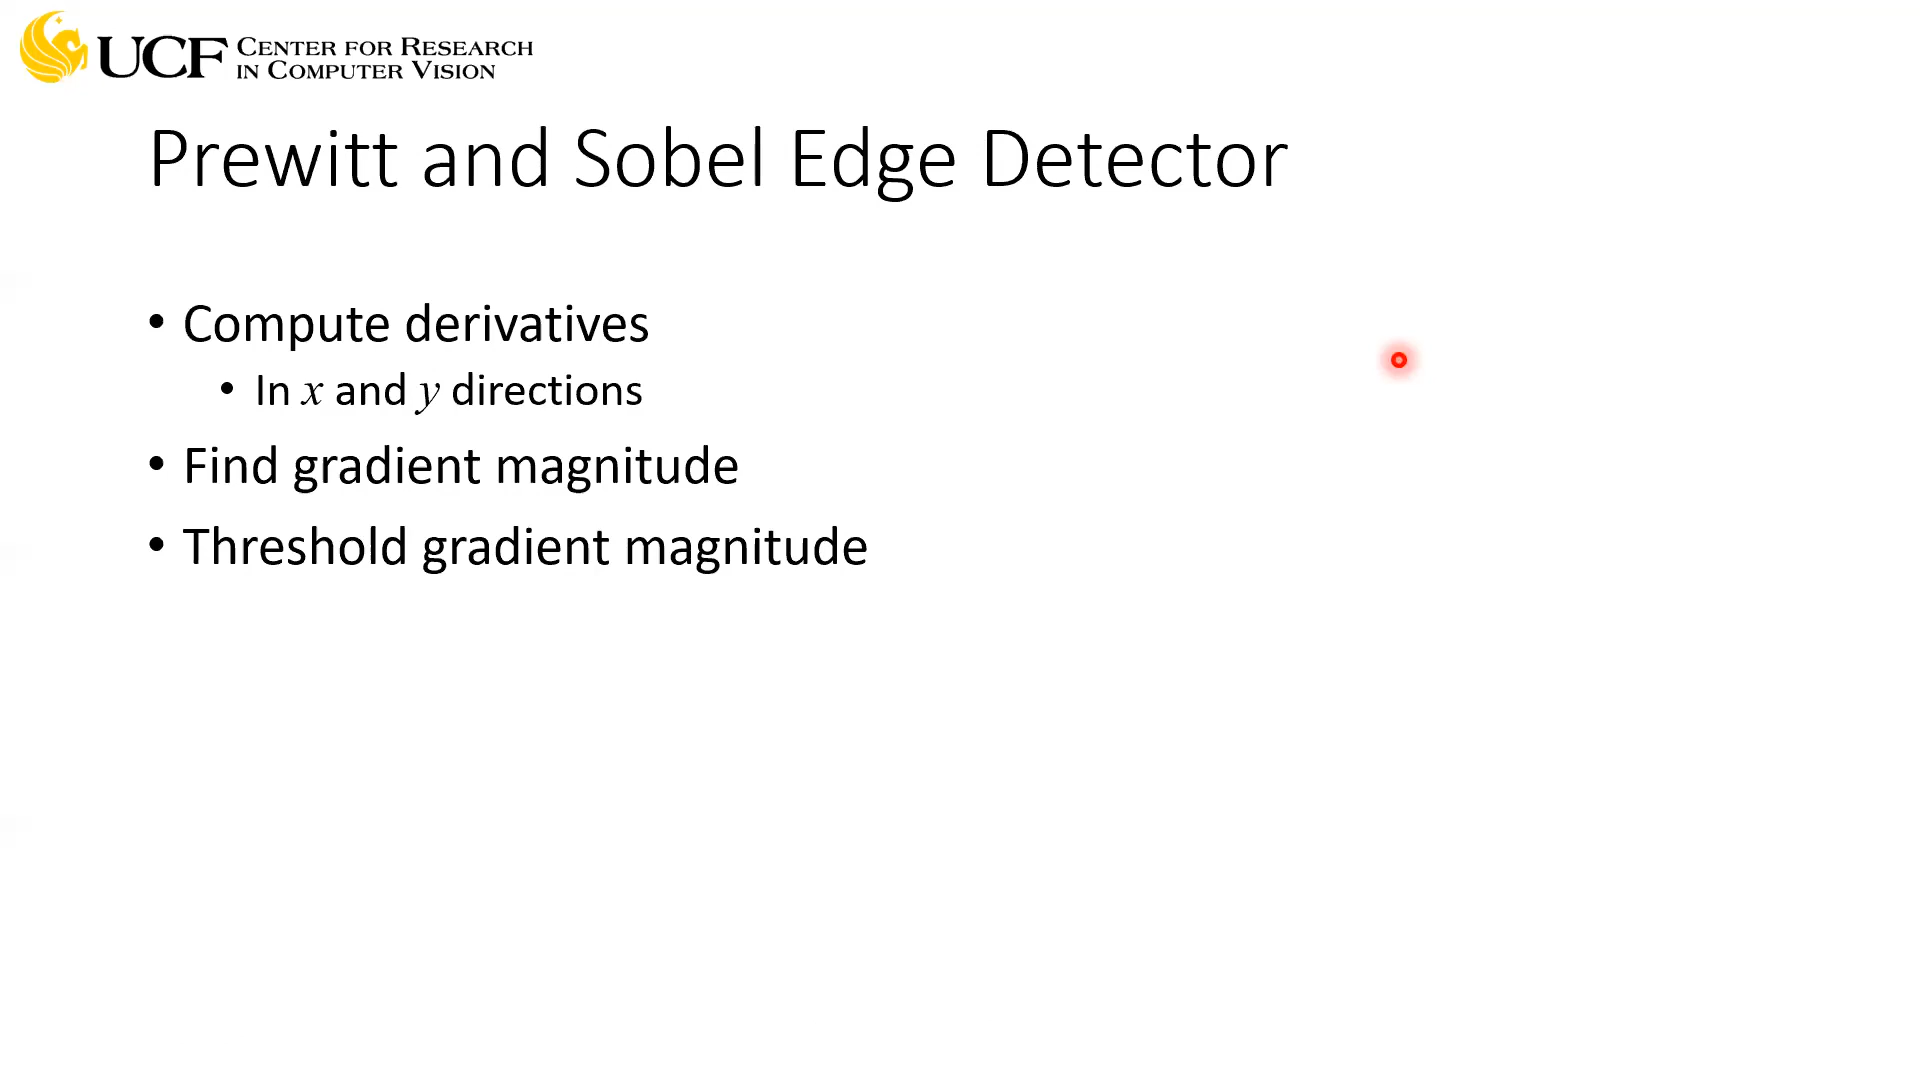 UCF CENTER FOR RESEARCH
IN COMPUTER VISION
Prewitt and Sobel Edge Detector
• Compute derivatives
• In x and y directions
• Find gradient magnitude
• Threshold gradient magnitude